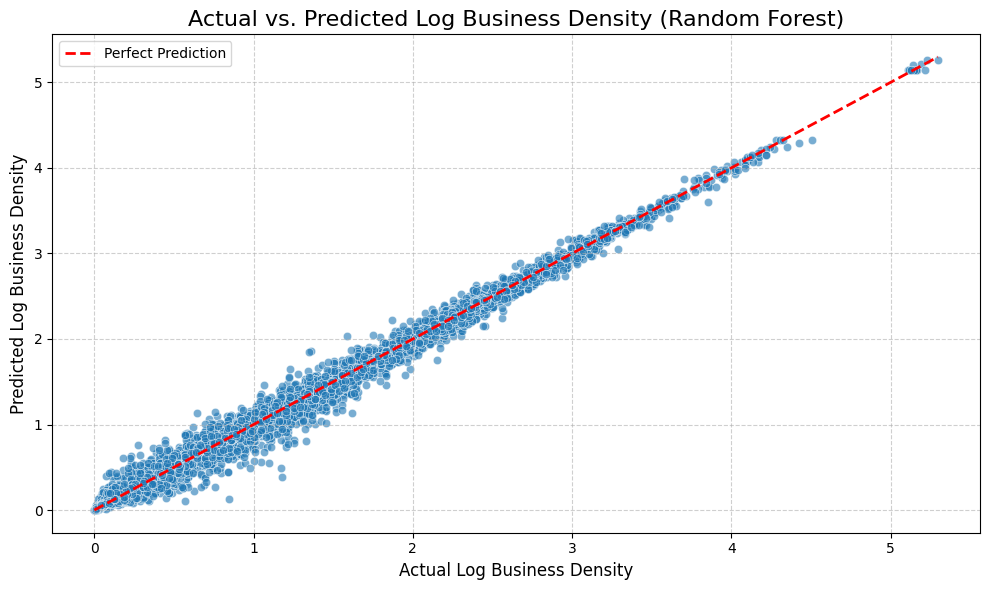 Actual vs. Predicted Log Business Density (Random Forest)
Perfect Prediction
Predicted Log Business Density
5
4
3
2
1
0
0 1 2 3 4 5
Actual Log Business Density